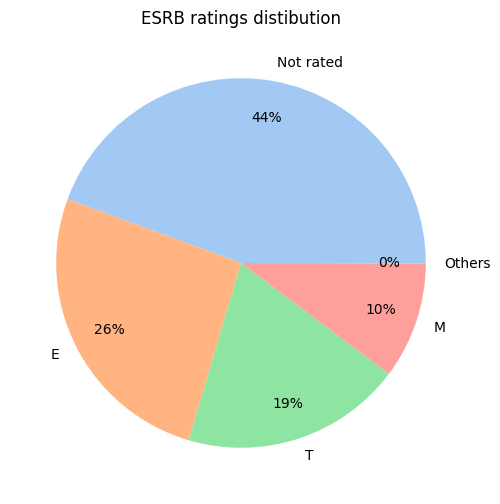 ESRB ratings distibution
Not rated
44%
0%
Others
10%
M
26%
E
19%
T